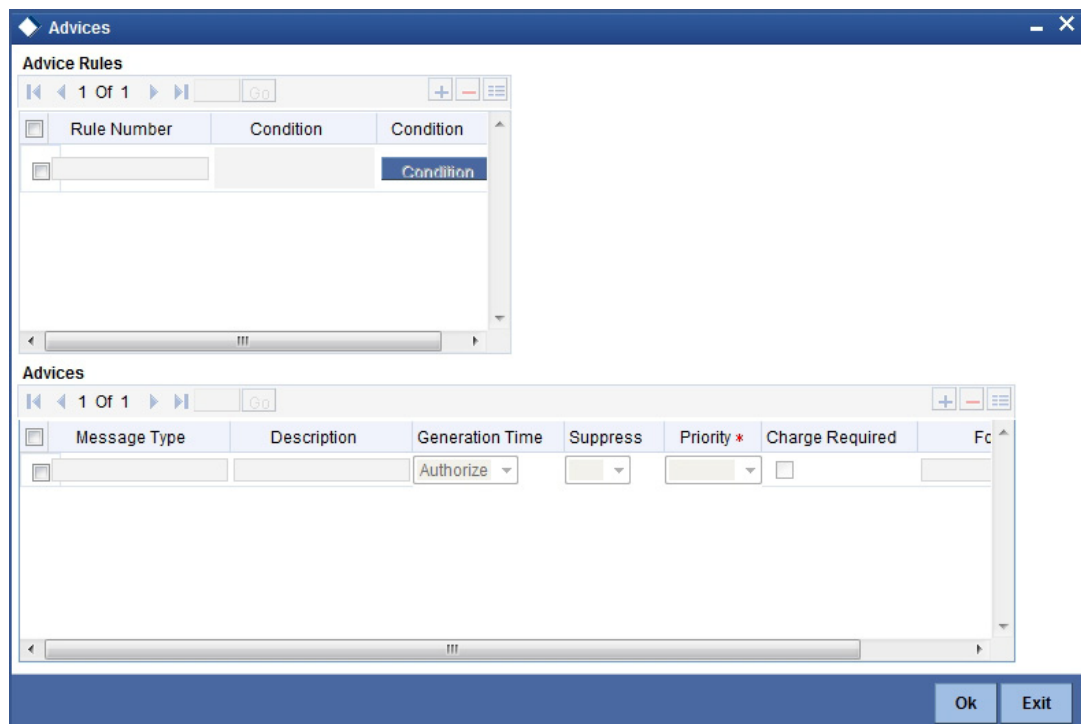 Advices
Advice Rules
1 Of 1 Go
Rule Number Condition Condition
Condition
Advices
1 Of 1 Go
Message Type Description Generation Time Suppress Priority * Charge Required
Authorize
Ok Exit